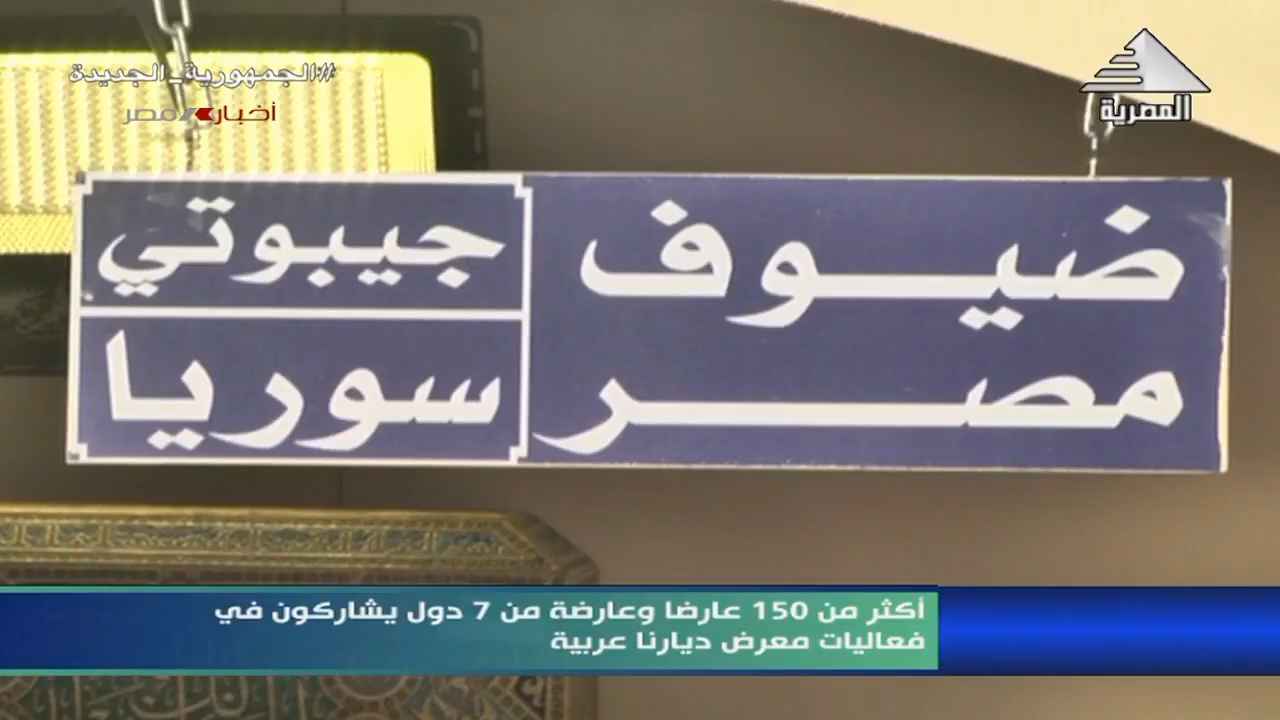 #الجمهورية_الجديدة
أخبار مصر
المصرية
ضيوف
مصر
جيبوتي
سوريا
أكثر من 150 عارضا وعارضة من 7 دول يشاركون في
فعاليات معرض ديارنا عربية